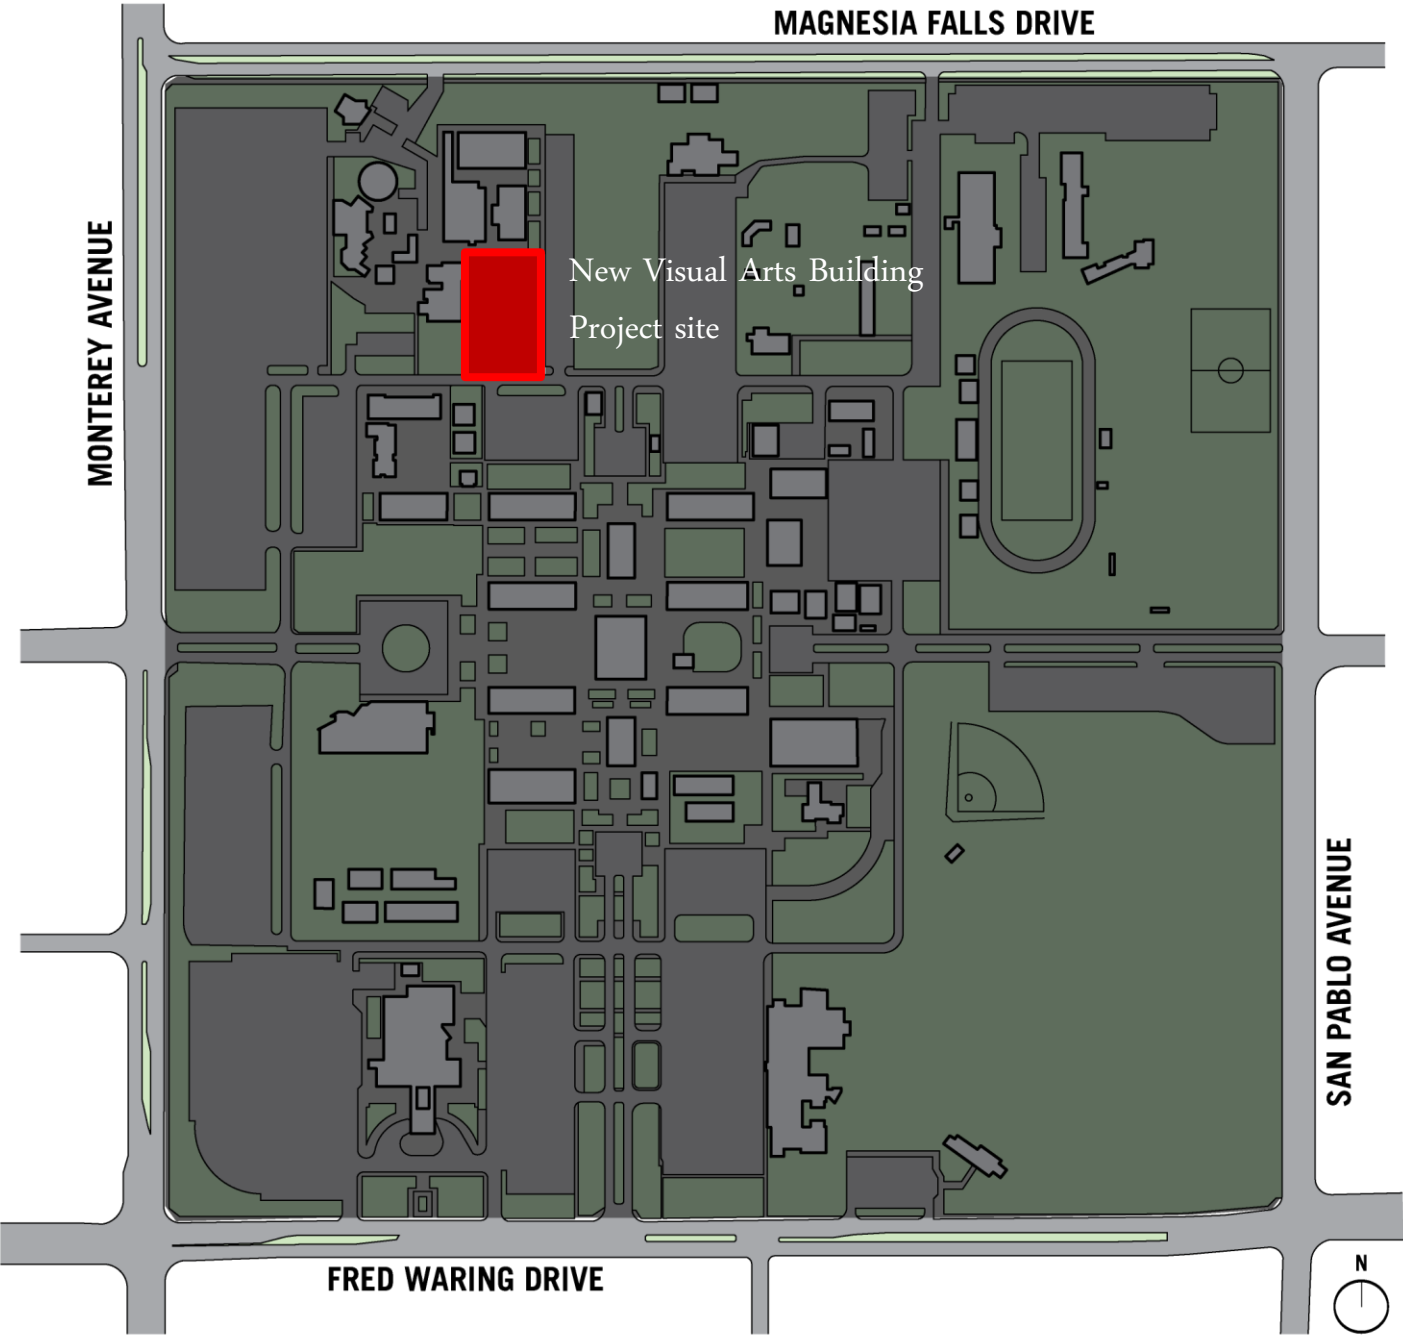 MAGNESIA FALLS DRIVE
MONTEREY AVENUE
New Visual Arts Building
Project site
SAN PABLO AVENUE
FRED WARING DRIVE
N